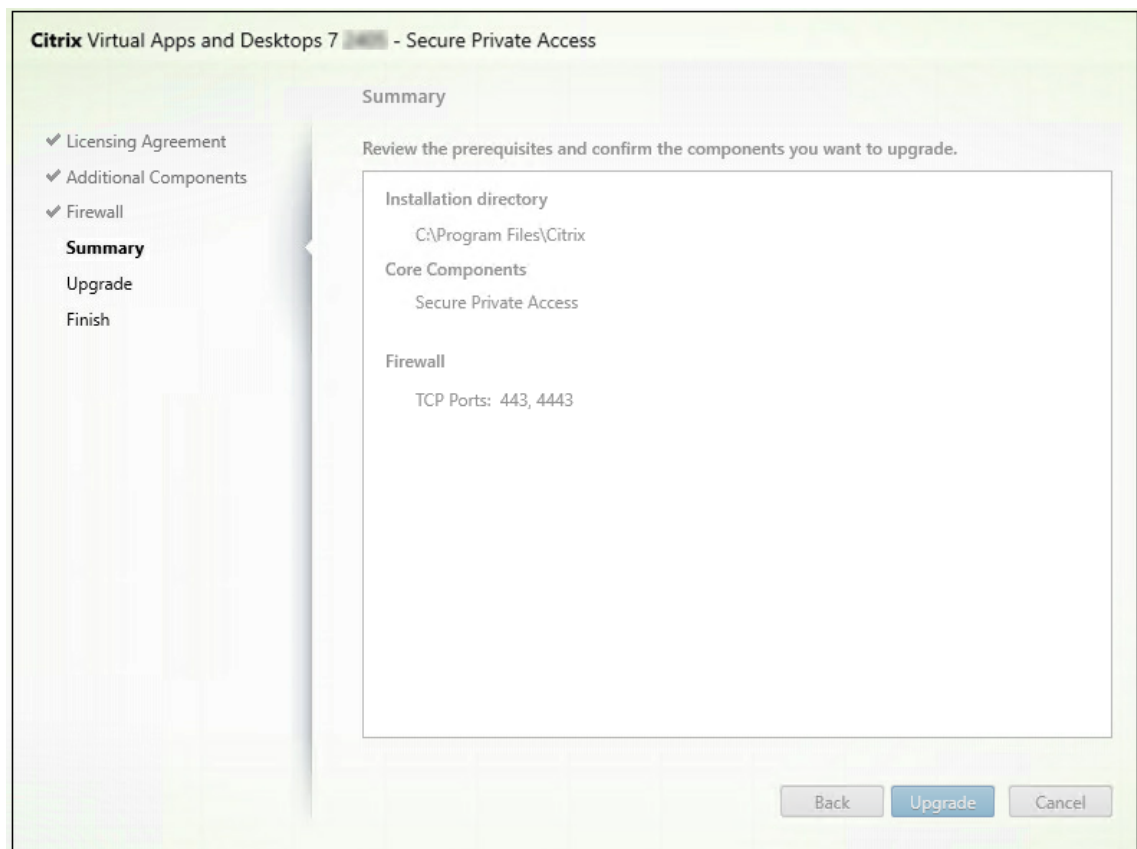 Citrix Virtual Apps and Desktops 7 - Secure Private Access
Licensing Agreement
Additional Components
Firewall
Summary
Upgrade
Finish
Summary
Review the prerequisites and confirm the components you want to upgrade.
Installation directory
C:\Program Files\Citrix
Core Components
Secure Private Access
Firewall
TCP Ports: 443, 4443
Back
Upgrade
Cancel